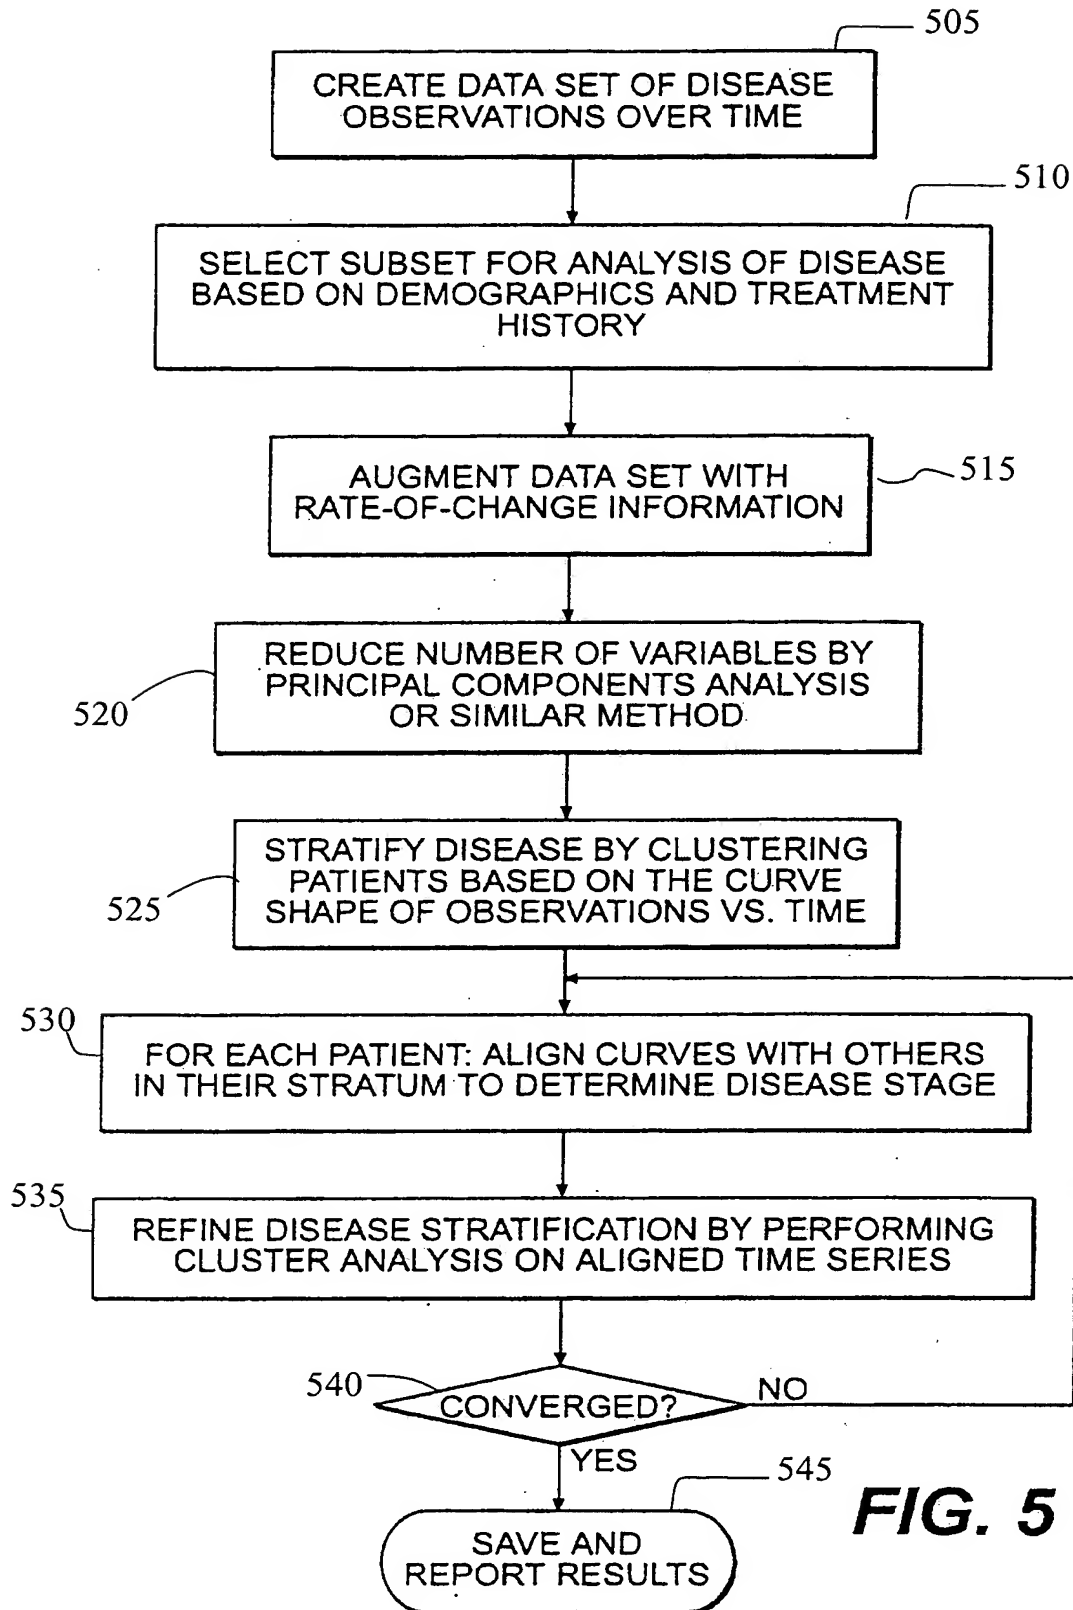 505
CREATE DATA SET OF DISEASE
OBSERVATIONS OVER TIME
510
SELECT SUBSET FOR ANALYSIS OF DISEASE
BASED ON DEMOGRAPHICS AND TREATMENT
HISTORY
AUGMENT DATA SET WITH
RATE-OF-CHANGE INFORMATION
515
REDUCE NUMBER OF VARIABLES BY
PRINCIPAL COMPONENTS ANALYSIS
OR SIMILAR METHOD
520
STRATIFY DISEASE BY CLUSTERING
PATIENTS BASED ON THE CURVE
SHAPE OF OBSERVATIONS VS. TIME
525
530
FOR EACH PATIENT: ALIGN CURVES WITH OTHERS
IN THEIR STRATUM TO DETERMINE DISEASE STAGE
535
REFINE DISEASE STRATIFICATION BY PERFORMING
CLUSTER ANALYSIS ON ALIGNED TIME SERIES
540
CONVERGED?
NO
YES
545
SAVE AND
REPORT RESULTS
FIG. 5